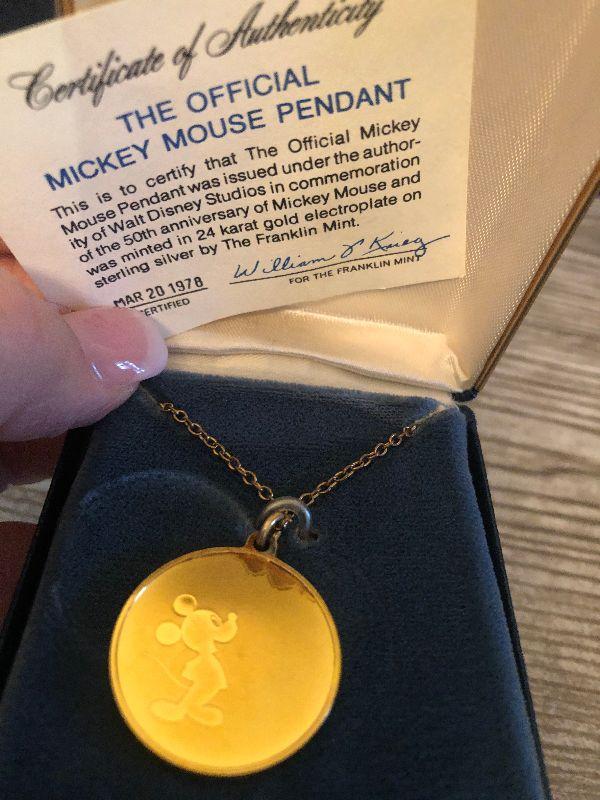 Certificate of Authenticity
THE OFFICIAL
MICKEY MOUSE PENDANT
This is to certify that The Official Mickey
Mouse Pendant was issued under the author-
ity of Walt Disney Studios in commemoration
of the 50th anniversary of Mickey Mouse and
was minted in 24 karat gold electroplate on
sterling silver by The Franklin Mint.
MAR 20 1978
CERTIFIED
William F Krieg
FOR THE FRANKLIN MINT